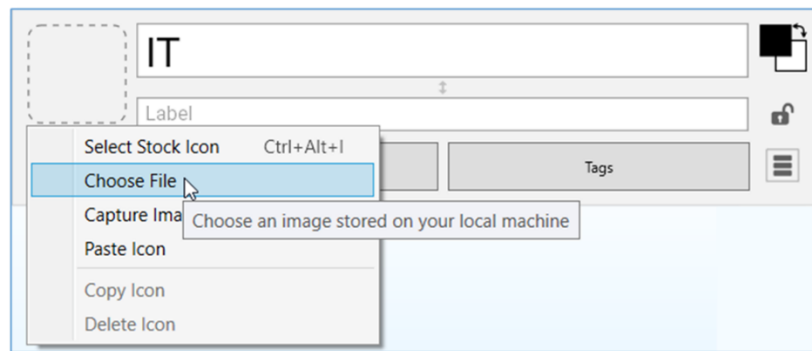 IT
Label
Select Stock Icon Ctrl+Alt+I
Tags
Choose File
Capture Ima
Choose an image stored on your local machine
Paste Icon
Copy Icon
Delete Icon